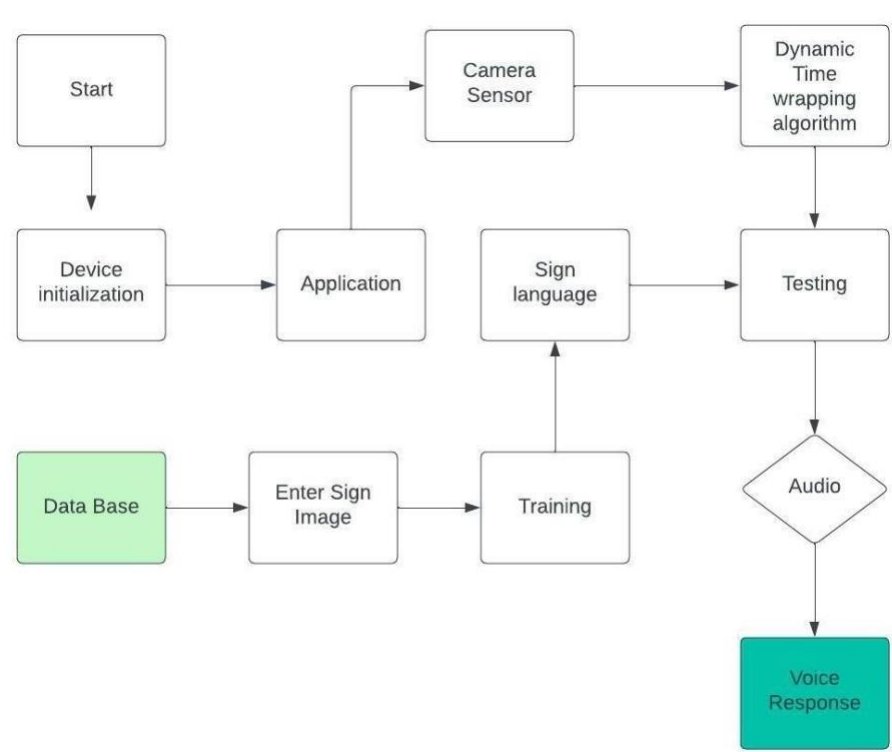 Start
Camera
Sensor
Dynamic
Time
wrapping
algorithm
Device
initialization
Application
Sign
language
Testing
Data Base
Enter Sign
Image
Training
Audio
Voice
Response